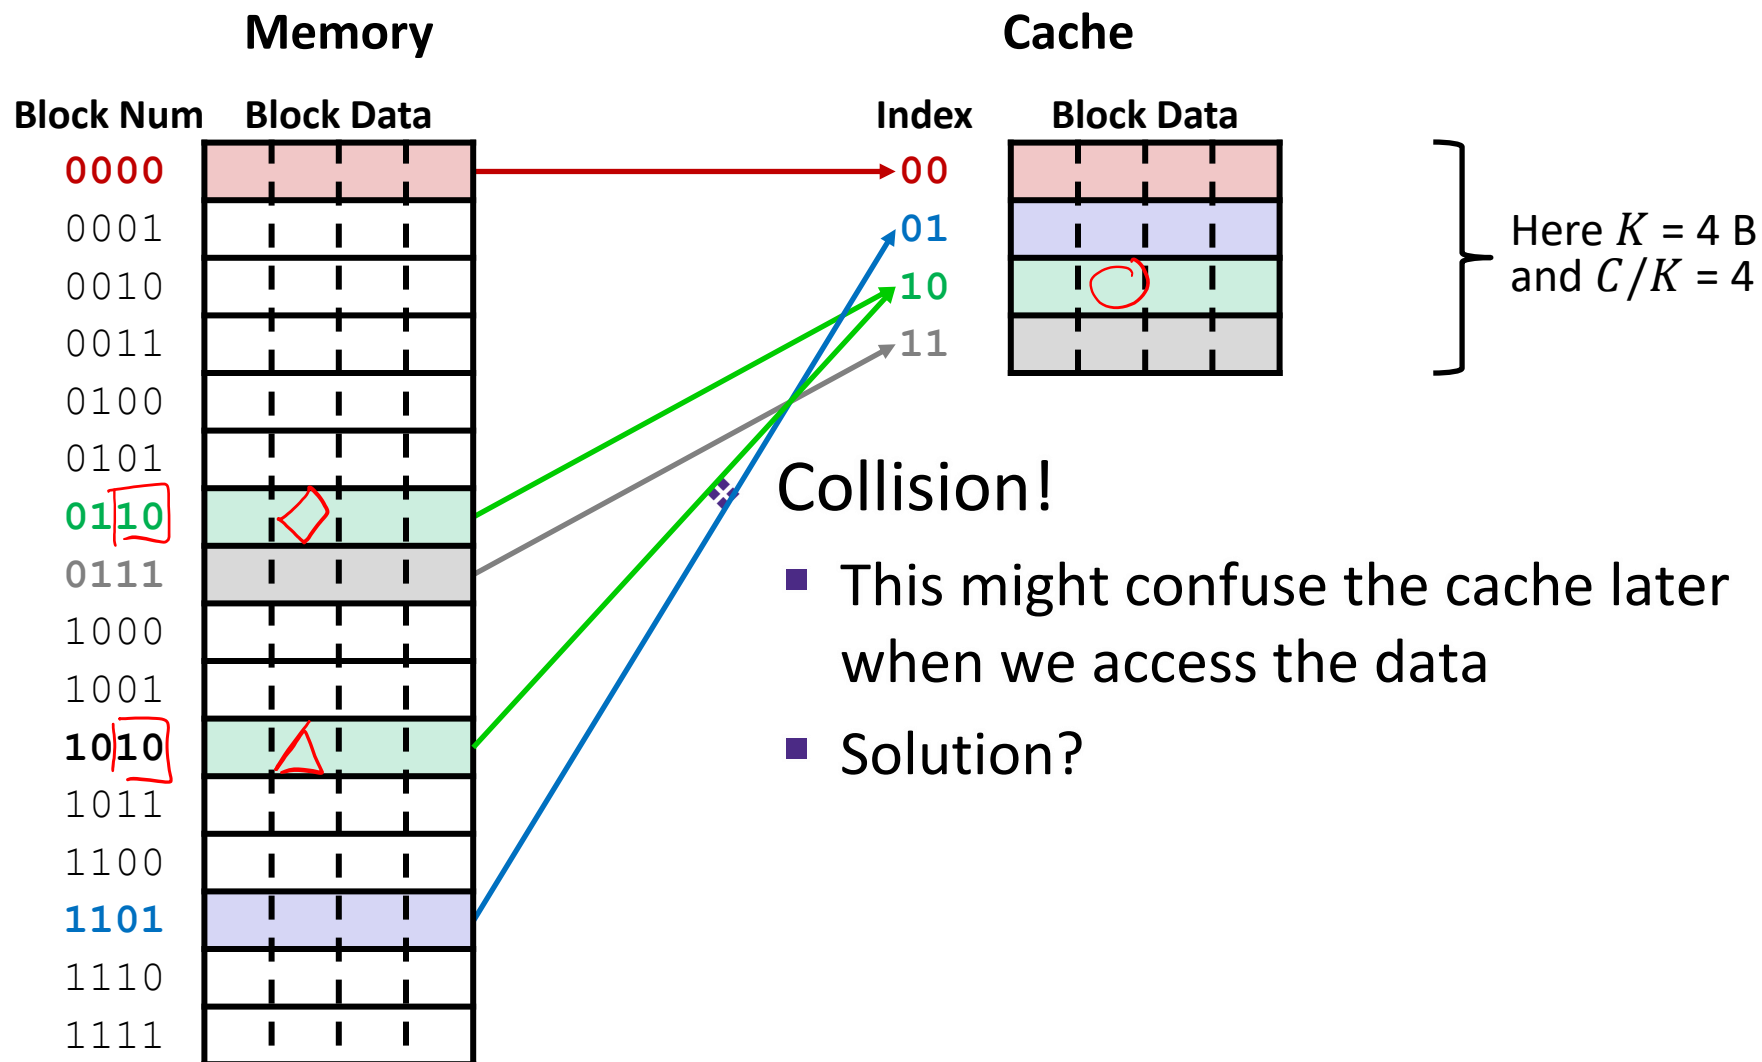 Memory
Cache
Block Num Block Data
Index Block Data
0000
0001
0010
0011
0100
0101
0110
0111
1000
1001
1010
1011
1100
1101
1110
1111
00
01
10
11
Here K = 4 B
and C/K = 4
Collision!
This might confuse the cache later
when we access the data
Solution?